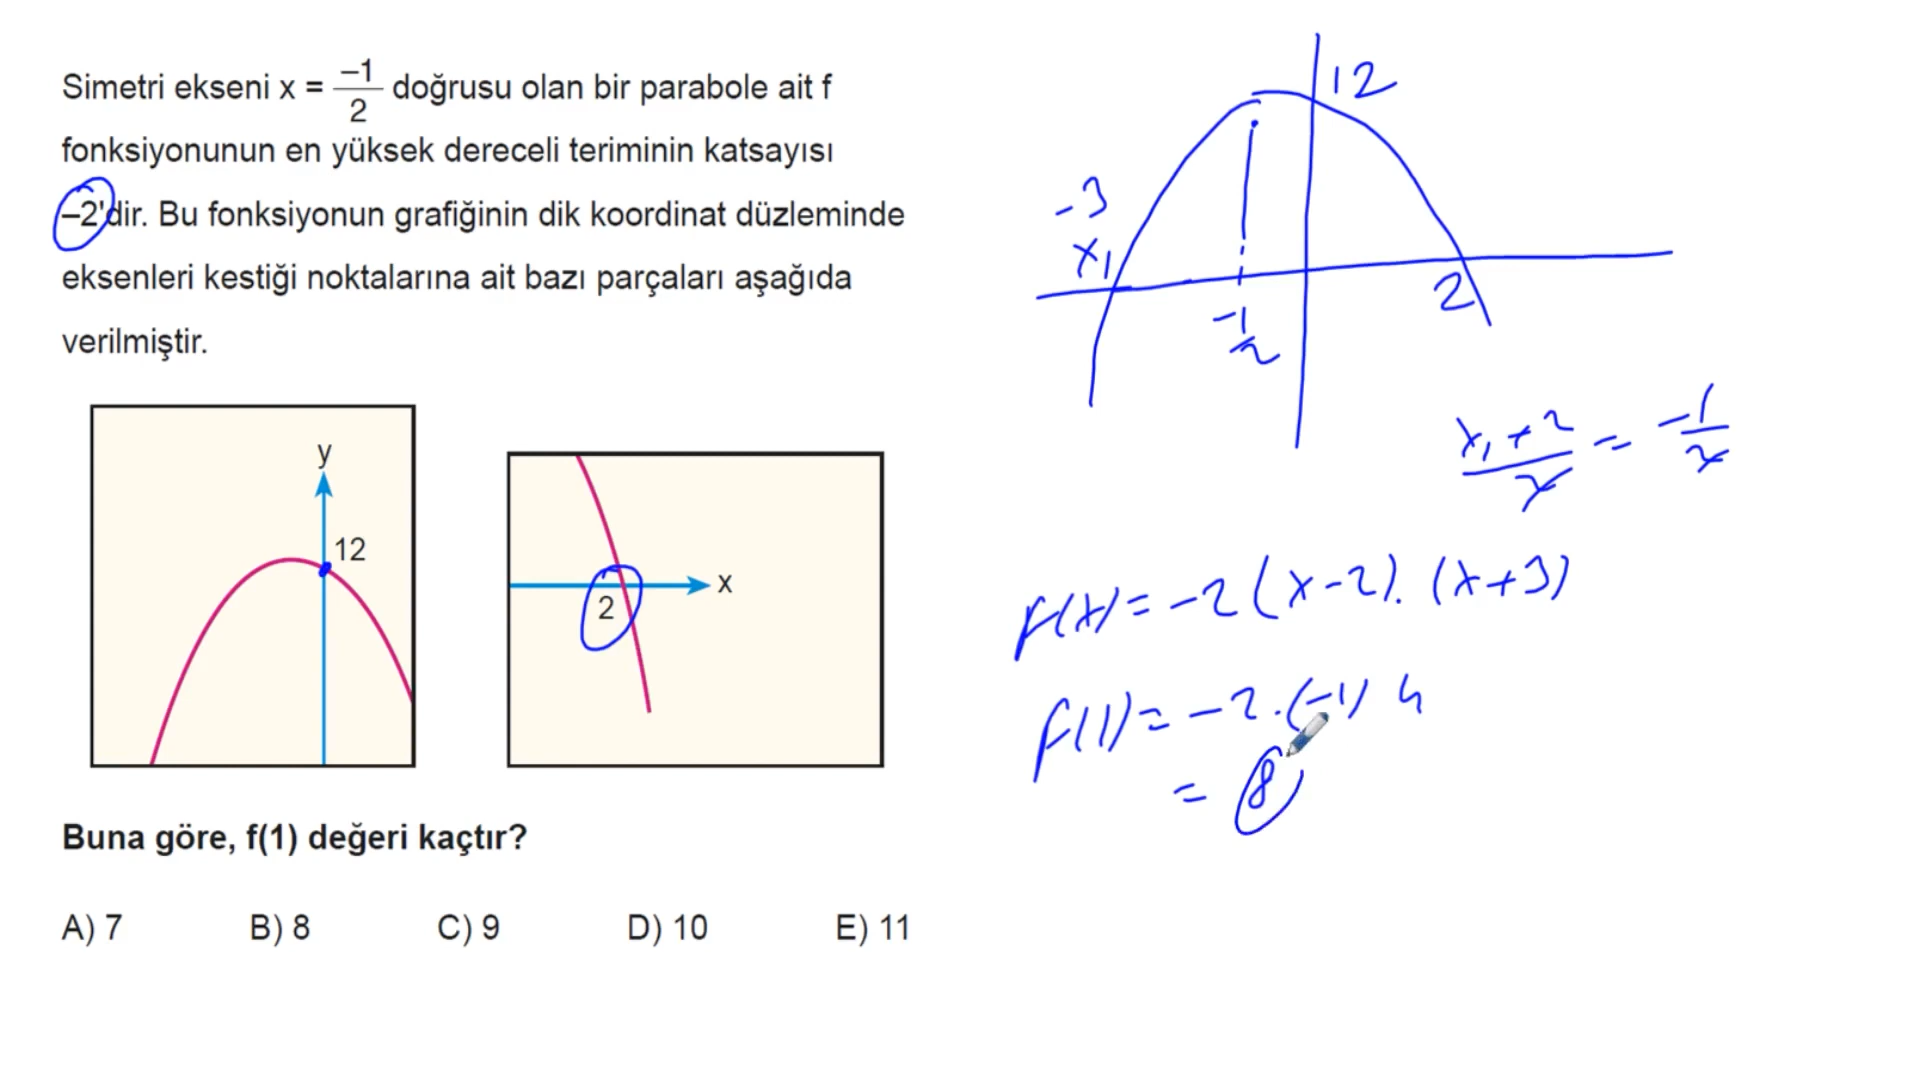 Simetri ekseni x = −1/2 doğrusu olan bir parabole ait f
fonksiyonunun en yüksek dereceli teriminin katsayısı
–2'dir. Bu fonksiyonun grafiğinin dik koordinat düzleminde
eksenleri kestiği noktalarına ait bazı parçaları aşağıda
verilmiştir.
y
12
x
2
Buna göre, f(1) değeri kaçtır?
A) 7 B) 8 C) 9 D) 10 E) 11
12
-3
x₁
-1/2
2
(x₁+2)/2 = -1/2
f(x) = -2(x-2).(x+3)
f(1) = -2.(-1) 4
= 8